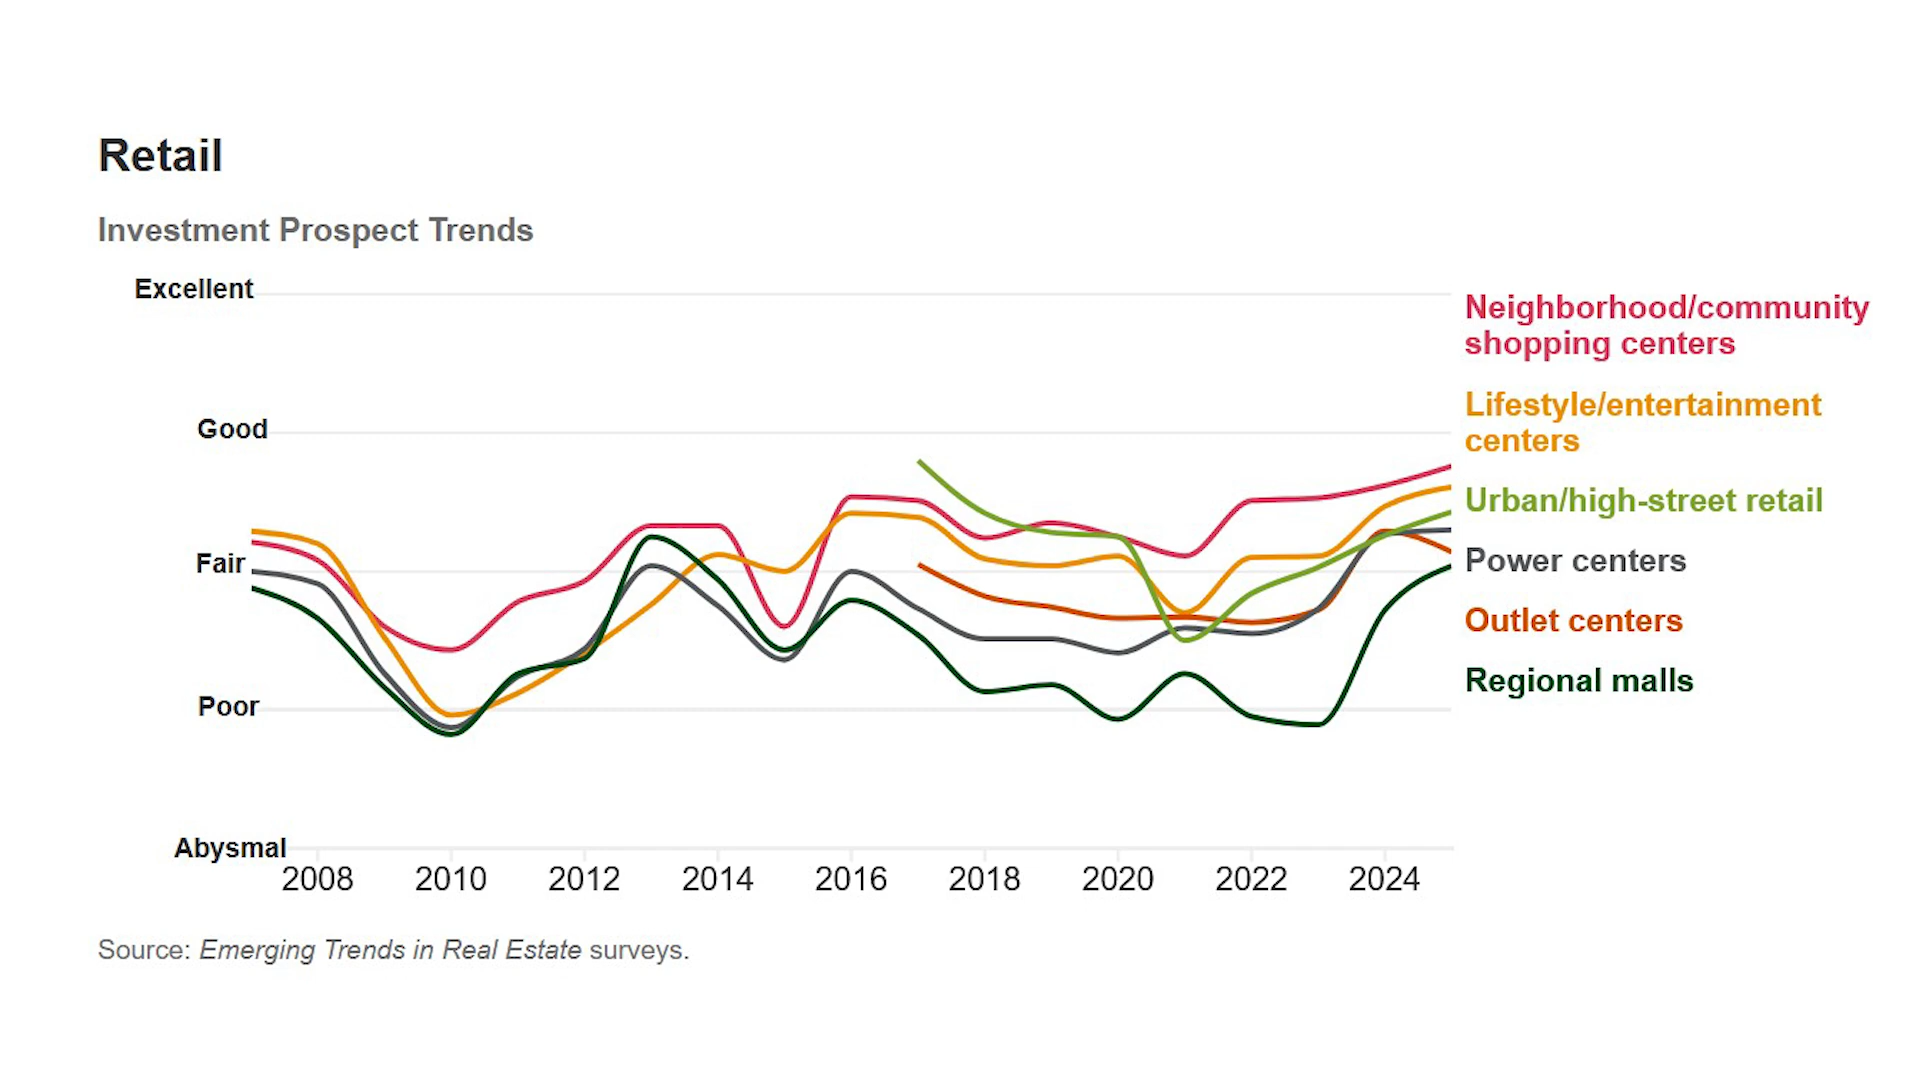 Retail
Investment Prospect Trends
Excellent
Good
Fair
Poor
Abysmal
2008 2010 2012 2014 2016 2018 2020 2022 2024
Neighborhood/community
shopping centers
Lifestyle/entertainment
centers
Urban/high-street retail
Power centers
Outlet centers
Regional malls
Source: Emerging Trends in Real Estate surveys.